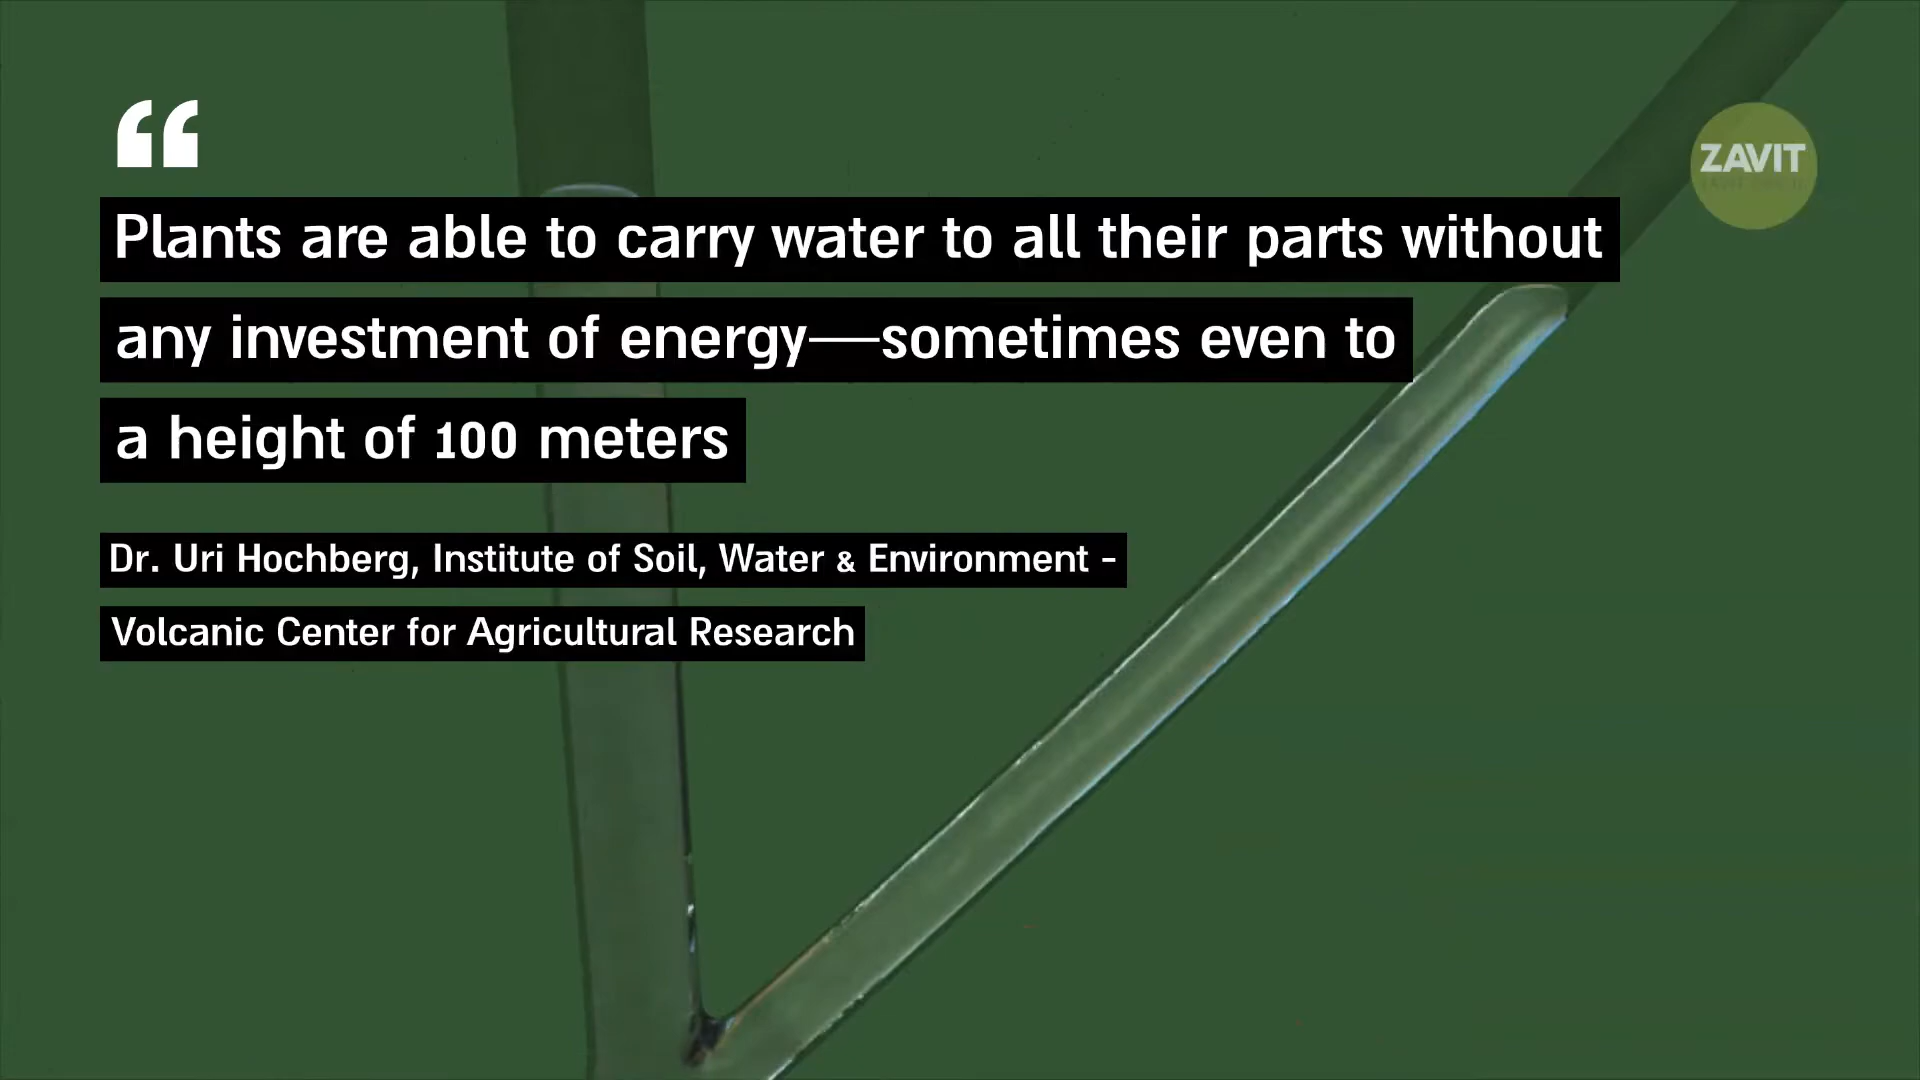 “
Plants are able to carry water to all their parts without
any investment of energy—sometimes even to
a height of 100 meters
Dr. Uri Hochberg, Institute of Soil, Water & Environment -
Volcanic Center for Agricultural Research
ZAVIT